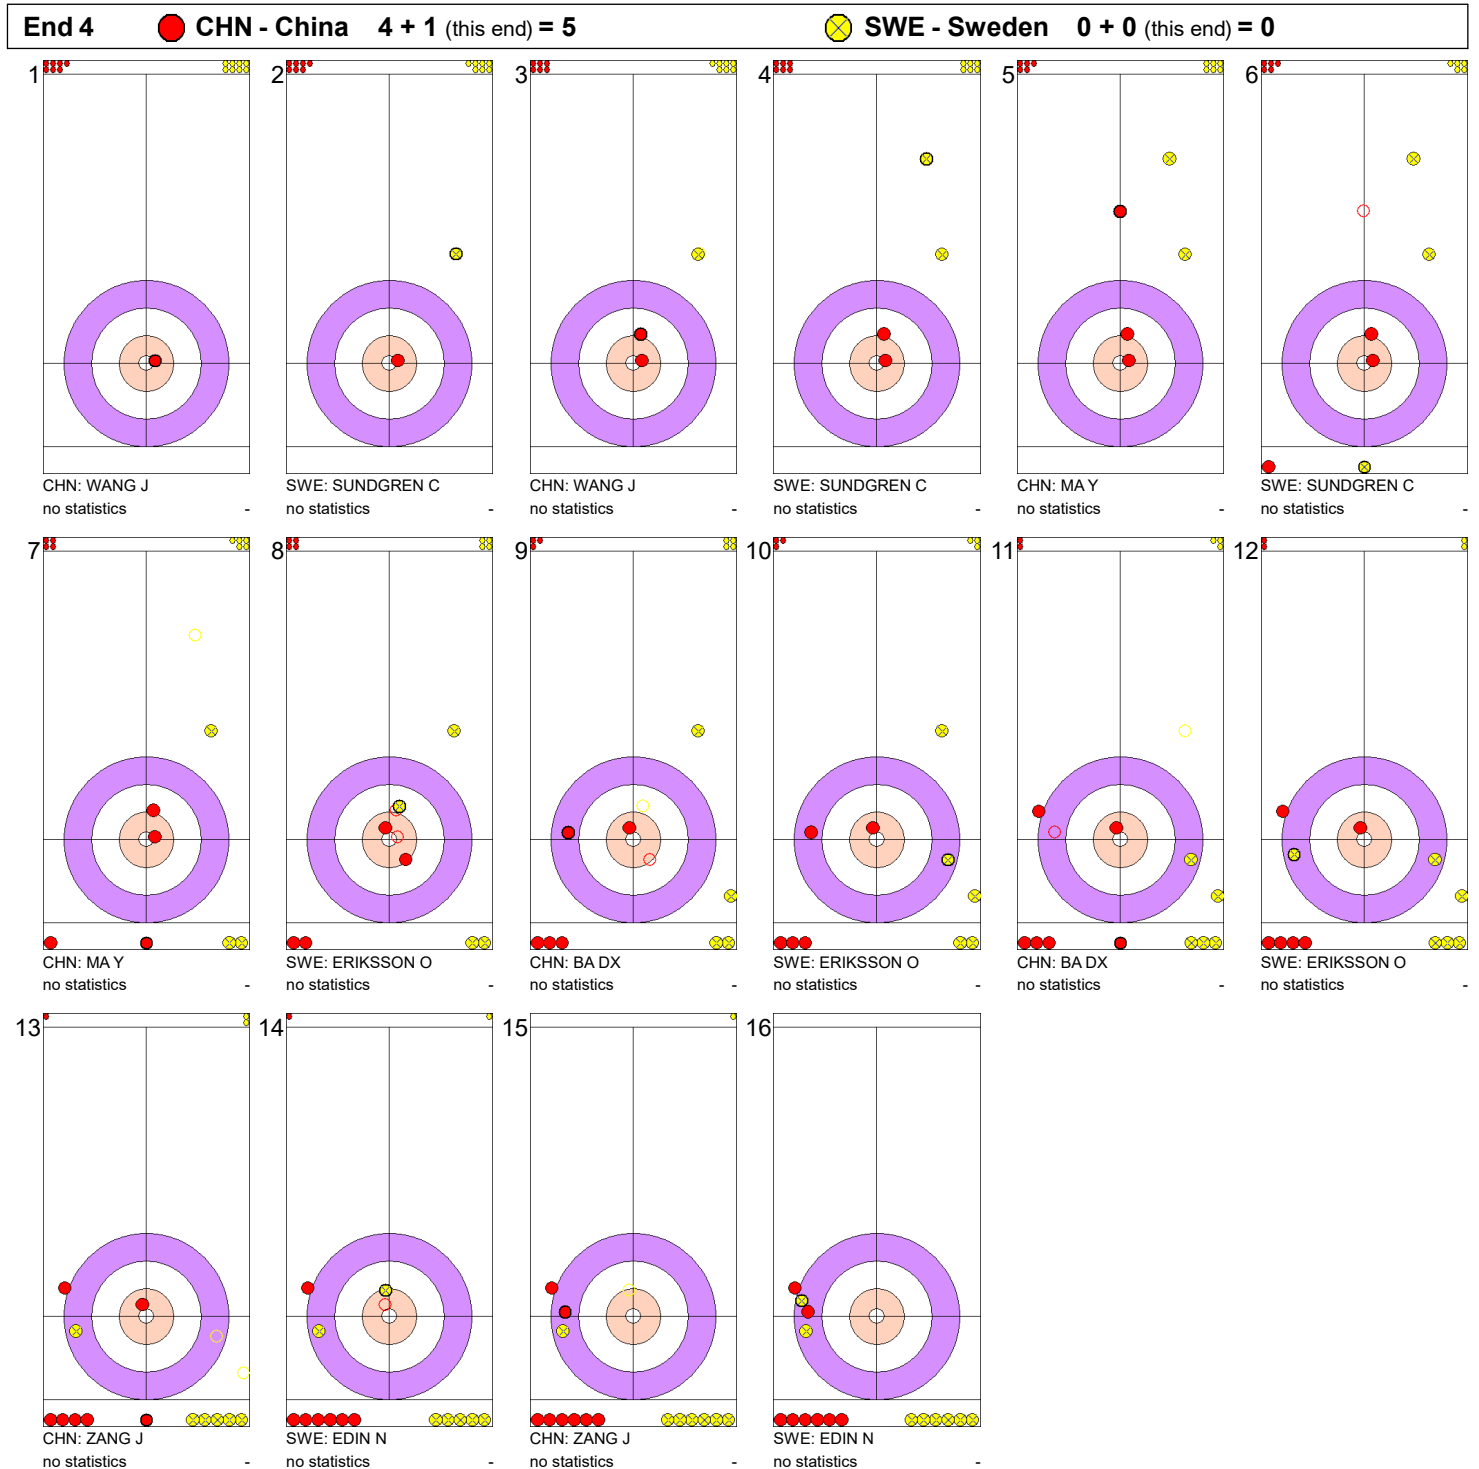 End 4 CHN - China 4 + 1 (this end) = 5 SWE - Sweden 0 + 0 (this end) = 0
1 2 3 4 5 6
CHN: WANG J SWE: SUNDGREN C CHN: WANG J SWE: SUNDGREN C CHN: MA Y SWE: SUNDGREN C
no statistics - no statistics - no statistics - no statistics - no statistics - no statistics -
7 8 9 10 11 12
CHN: MA Y SWE: ERIKSSON O CHN: BA DX SWE: ERIKSSON O CHN: BA DX SWE: ERIKSSON O
no statistics - no statistics - no statistics - no statistics - no statistics - no statistics -
13 14 15 16
CHN: ZANG J SWE: EDIN N CHN: ZANG J SWE: EDIN N
no statistics - no statistics - no statistics - no statistics -